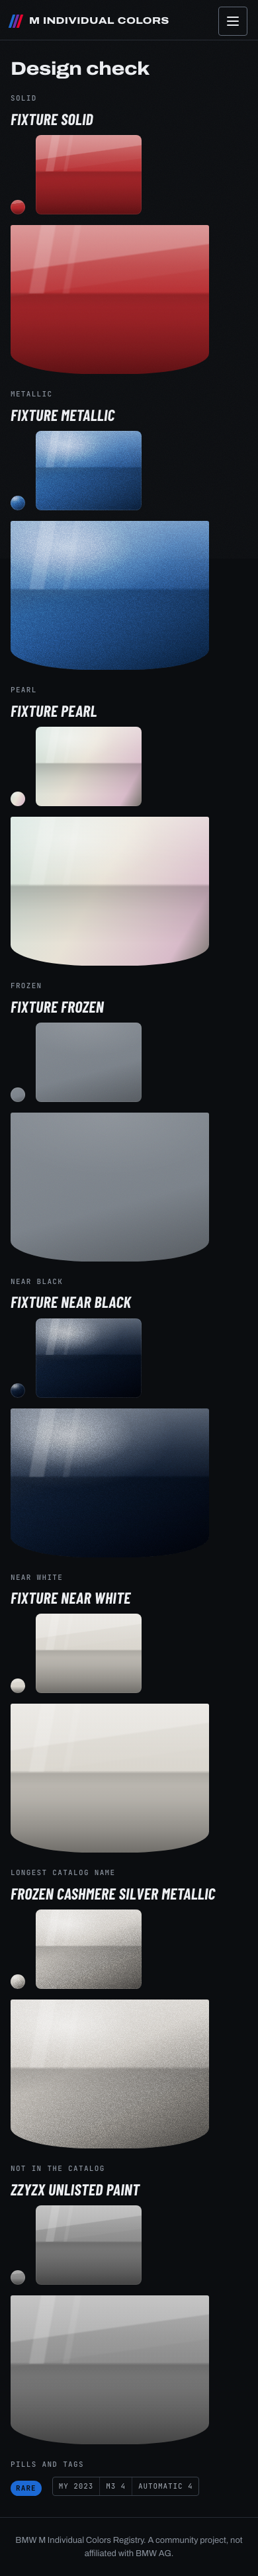 M INDIVIDUAL COLORS
Design check
SOLID
FIXTURE SOLID
METALLIC
FIXTURE METALLIC
PEARL
FIXTURE PEARL
FROZEN
FIXTURE FROZEN
NEAR BLACK
FIXTURE NEAR BLACK
NEAR WHITE
FIXTURE NEAR WHITE
LONGEST CATALOG NAME
FROZEN CASHMERE SILVER METALLIC
NOT IN THE CATALOG
ZZYZX UNLISTED PAINT
PILLS AND TAGS
RARE MY 2023 M3 4 AUTOMATIC 4
BMW M Individual Colors Registry. A community project, not
affiliated with BMW AG.